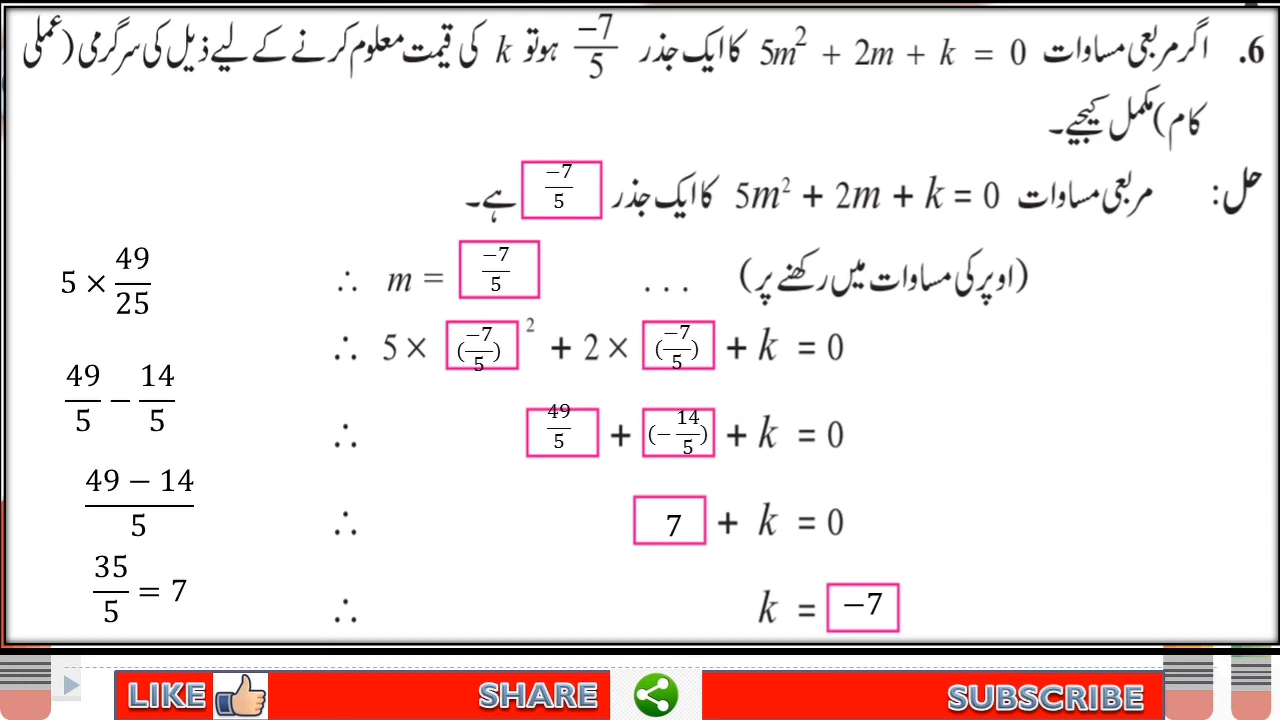 6. اگر مربعی مساوات 5m² + 2m + k = 0 کا ایک جذر −7/5 ہو تو k کی قیمت معلوم کرنے کے لیے ذیل کی سرگرمی (عملی
کام) مکمل کیجیے۔
حل: مربعی مساوات 5m² + 2m + k = 0 کا ایک جذر −7/5 ہے۔
∴ m = −7/5 ... (اوپر کی مساوات میں رکھنے پر)
∴ 5 × (−7/5)² + 2 × (−7/5) + k = 0
∴ 49/5 + (−14/5) + k = 0
∴ 7 + k = 0
∴ k = −7
5 × 49/25
49/5 − 14/5
(49 − 14)/5
35/5 = 7
LIKE SHARE SUBSCRIBE